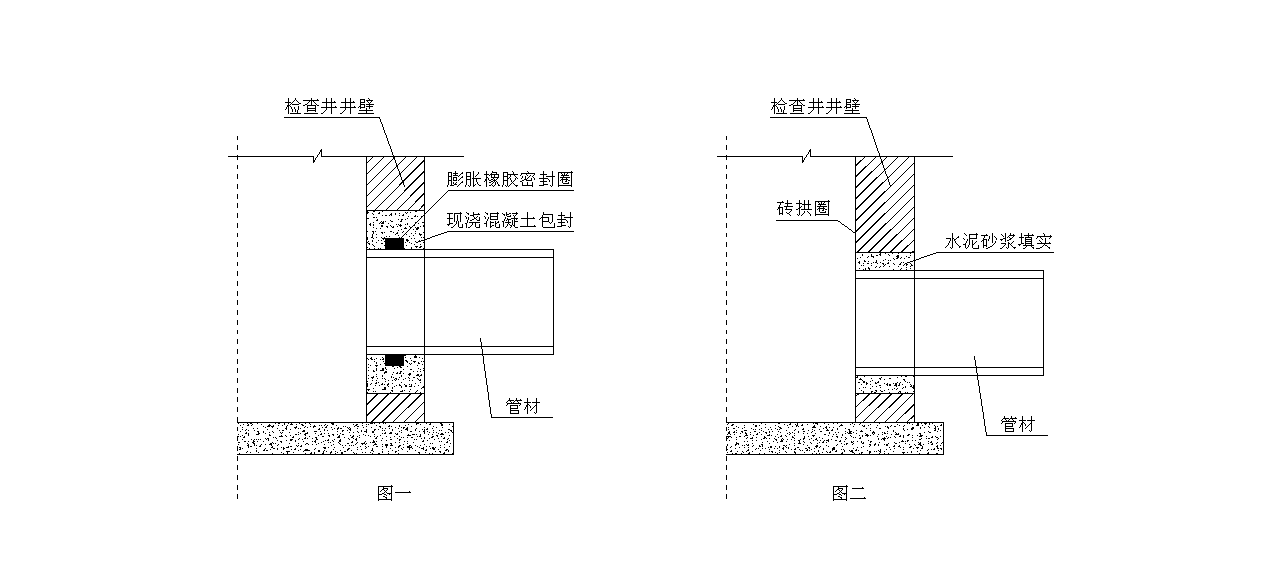 检查井井壁
膨胀橡胶密封圈
现浇混凝土包封
管材
图一
检查井井壁
砖拱圈
水泥砂浆填实
管材
图二